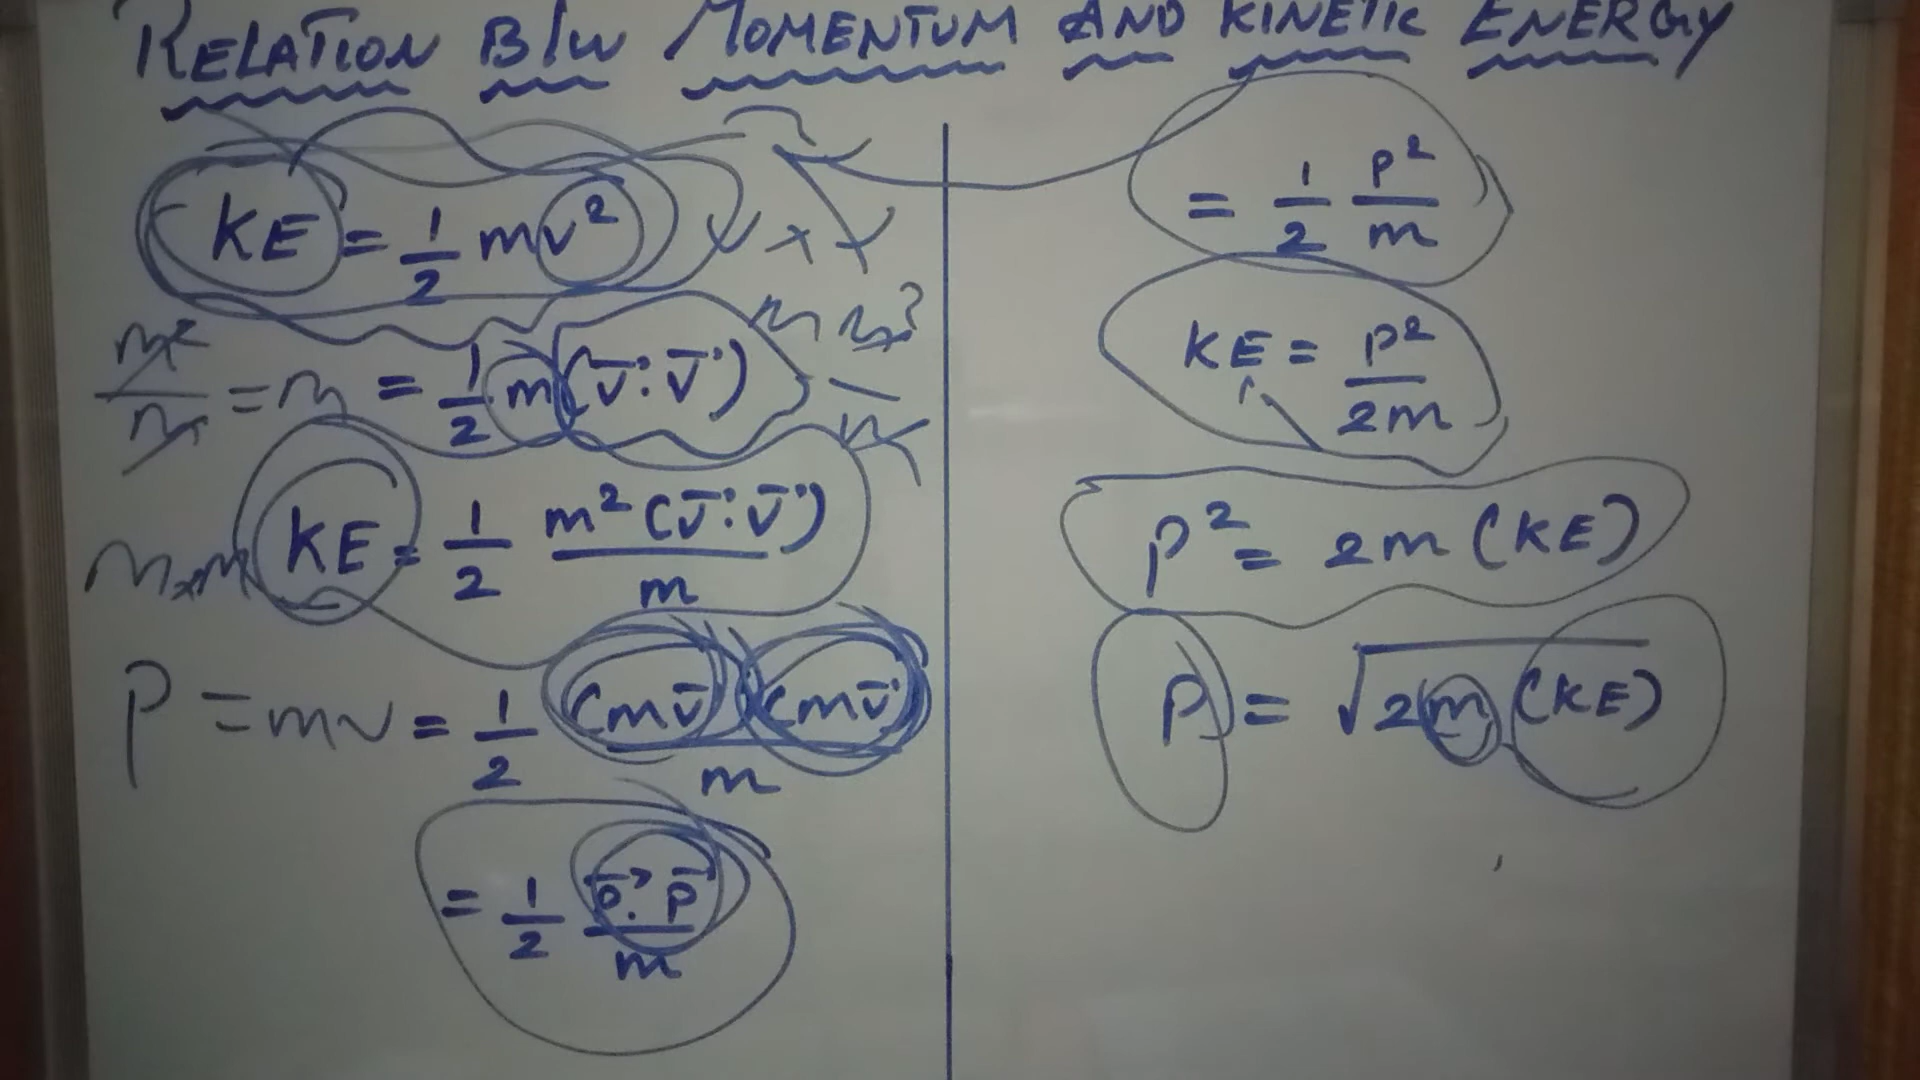 RELATION B/W MOMENTUM AND KINETIC ENERGY
KE = 1/2 mv²
m²/m = m = 1/2 m (v⃗ · v⃗)
KE = 1/2 m² (v⃗ · v⃗)/m
m × m
P = mv = 1/2 (mv⃗) (mv⃗)/m
= 1/2 p⃗ · p⃗/m
= 1/2 p²/m
KE = p²/2m
p² = 2m (KE)
p = √2m (KE)